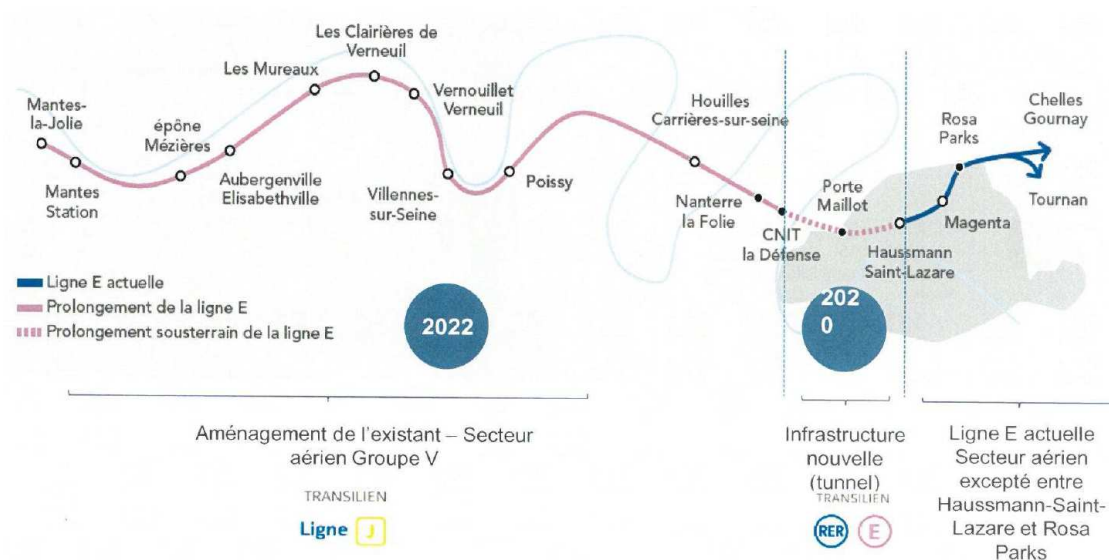 Les Clairières de
Verneuil
Les Mureaux
Vernouillet
Verneuil
Mantes-
la-Jolie
épône
Mézières
Houilles
Carrières-sur-seine
Rosa
Parks
Chelles
Gournay
Mantes
Station
Aubergenville
Elisabethville
Villennes-
sur-Seine
Poissy
Nanterre
la Folie
Porte
Maillot
CNIT
la Défense
Haussmann
Saint-Lazare
Magenta
Tournan
Ligne E actuelle
Prolongement de la ligne E
Prolongement sousterrain de la ligne E
2022
202
0
Aménagement de l'existant – Secteur
aérien Groupe V
TRANSILIEN
Ligne J
Infrastructure
nouvelle
(tunnel)
TRANSILIEN
RER E
Ligne E actuelle
Secteur aérien
excepté entre
Haussmann-Saint-
Lazare et Rosa
Parks